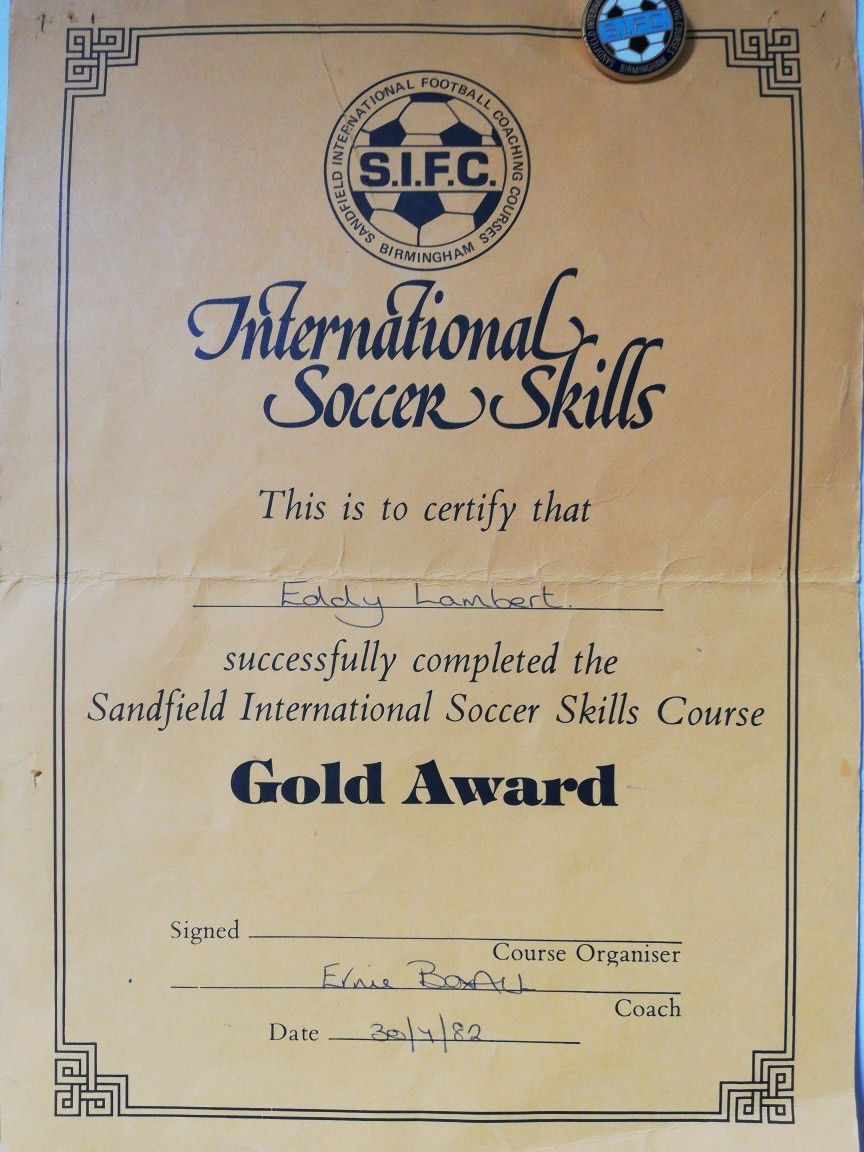 S.I.F.C.
BIRMINGHAM
SANDFIELD INTERNATIONAL FOOTBALL COACHING COURSES
S.I.F.C.
BIRMINGHAM
International
Soccer Skills
This is to certify that
Eddy Lambert.
successfully completed the
Sandfield International Soccer Skills Course
Gold Award
Signed
Course Organiser
Ernie Boxall
Coach
Date 30/4/82